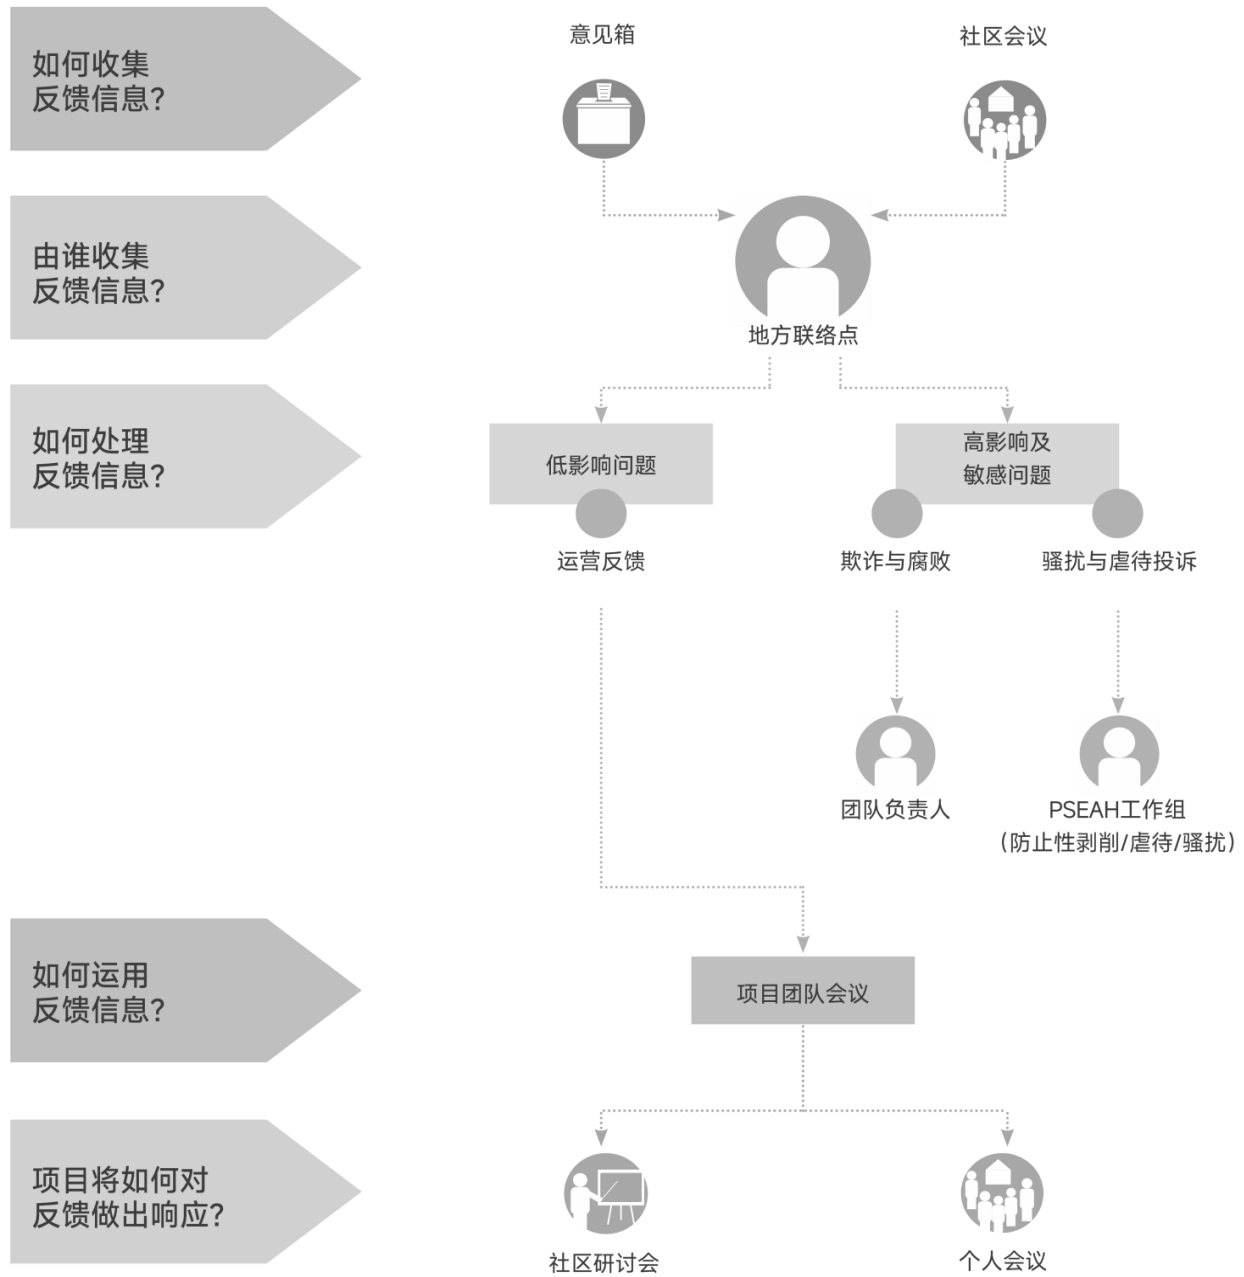 如何收集
反馈信息?
意见箱
社区会议
由谁收集
反馈信息?
地方联络点
如何处理
反馈信息?
低影响问题
高影响及
敏感问题
运营反馈
欺诈与腐败
骚扰与虐待投诉
团队负责人
PSEAH工作组
(防止性剥削/虐待/骚扰)
如何运用
反馈信息?
项目团队会议
项目将如何对
反馈做出响应?
社区研讨会
个人会议